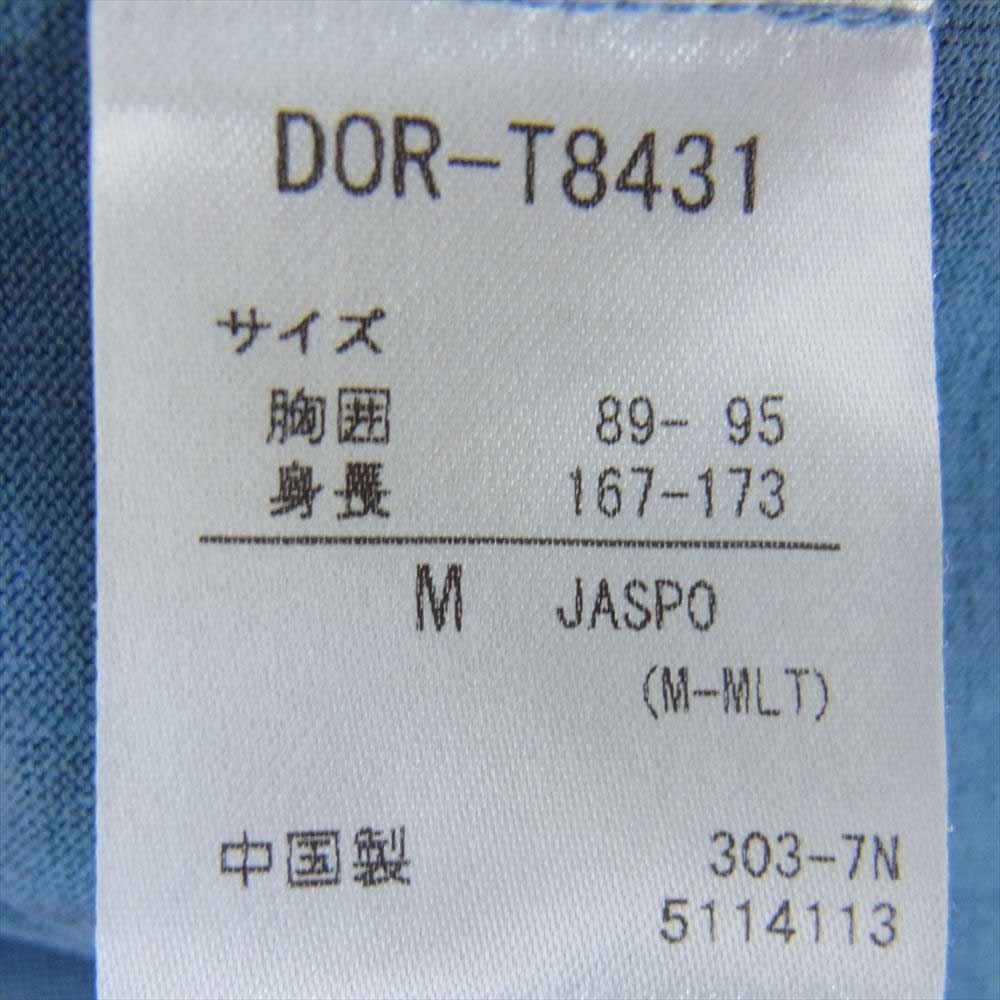 DOR-T8431
サイズ
胸囲 89- 95
身長 167-173
M JASPO
(M-MLT)
中国製 303-7N
5114113